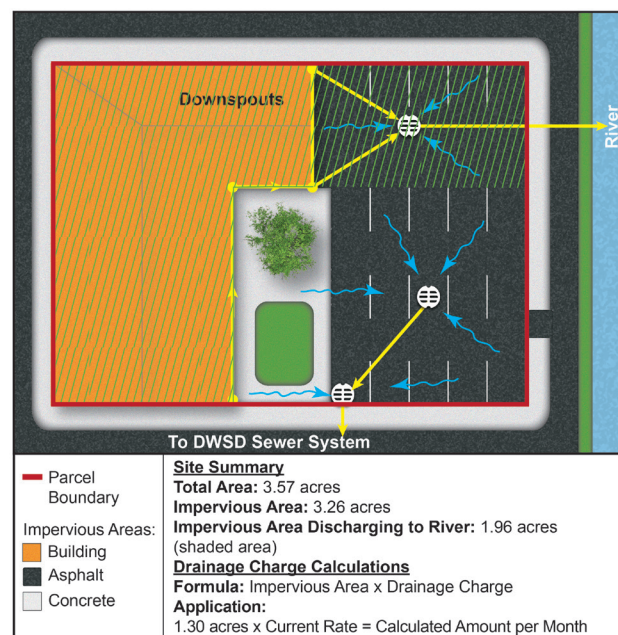 Downspouts
River
To DWSD Sewer System
Parcel
Boundary
Impervious Areas:
Building
Asphalt
Concrete
Site Summary
Total Area: 3.57 acres
Impervious Area: 3.26 acres
Impervious Area Discharging to River: 1.96 acres
(shaded area)
Drainage Charge Calculations
Formula: Impervious Area x Drainage Charge
Application:
1.30 acres x Current Rate = Calculated Amount per Month